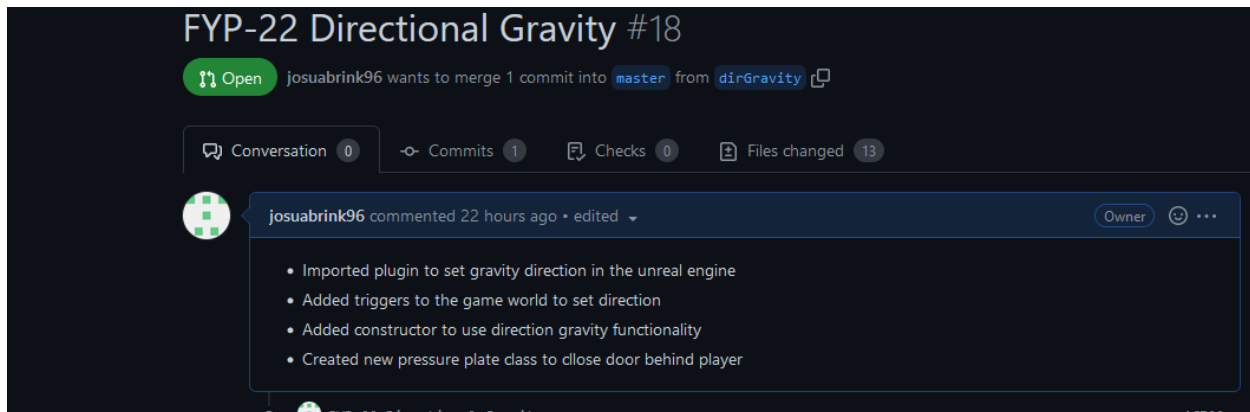 FYP-22 Directional Gravity #18
Open josuabrink96 wants to merge 1 commit into master from dirGravity
Conversation 0 Commits 1 Checks 0 Files changed 13
josuabrink96 commented 22 hours ago • edited Owner
• Imported plugin to set gravity direction in the unreal engine
• Added triggers to the game world to set direction
• Added constructor to use direction gravity functionality
• Created new pressure plate class to cllose door behind player